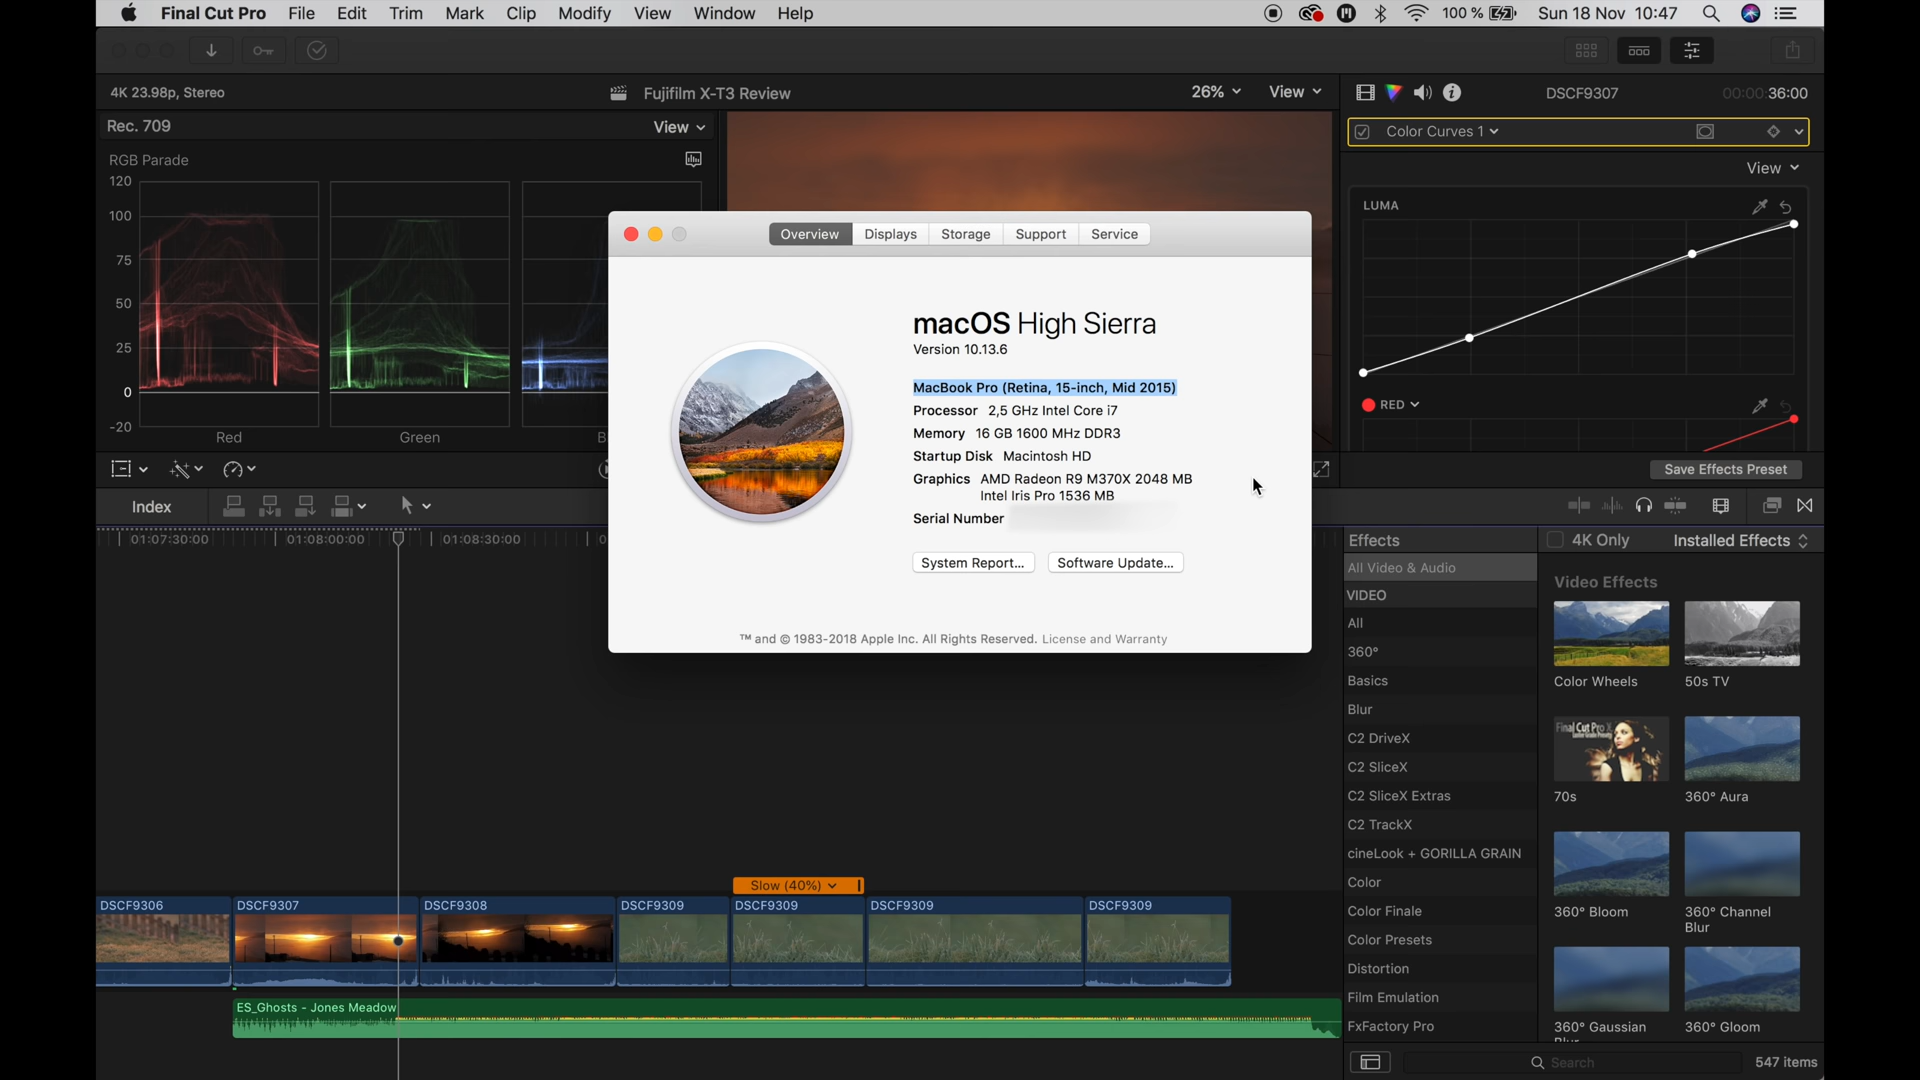 Final Cut Pro File Edit Trim Mark Clip Modify View Window Help 100 % Sun 18 Nov 10:47
4K 23.98p, Stereo Fujifilm X-T3 Review 26% View DSCF9307 00:00:36:00
Rec. 709 View
Color Curves 1
View
RGB Parade
120
100
75
50
25
0
-20
Red Green
LUMA
RED
Save Effects Preset
Overview Displays Storage Support Service
macOS High Sierra
Version 10.13.6
MacBook Pro (Retina, 15-inch, Mid 2015)
Processor 2,5 GHz Intel Core i7
Memory 16 GB 1600 MHz DDR3
Startup Disk Macintosh HD
Graphics AMD Radeon R9 M370X 2048 MB
Intel Iris Pro 1536 MB
Serial Number
System Report... Software Update...
™ and © 1983-2018 Apple Inc. All Rights Reserved. License and Warranty
Index
01:07:30:00 01:08:00:00 01:08:30:00
Slow (40%)
DSCF9306 DSCF9307 DSCF9308 DSCF9309 DSCF9309 DSCF9309 DSCF9309
ES_Ghosts - Jones Meadow
Effects 4K Only Installed Effects
All Video & Audio
VIDEO
All
360°
Basics
Blur
C2 DriveX
C2 SliceX
C2 SliceX Extras
C2 TrackX
cineLook + GORILLA GRAIN
Color
Color Finale
Color Presets
Distortion
Film Emulation
FxFactory Pro
Video Effects
Color Wheels 50s TV
Final Cut Pro X
70s 360° Aura
360° Bloom 360° Channel
Blur
360° Gaussian 360° Gloom
Search 547 items